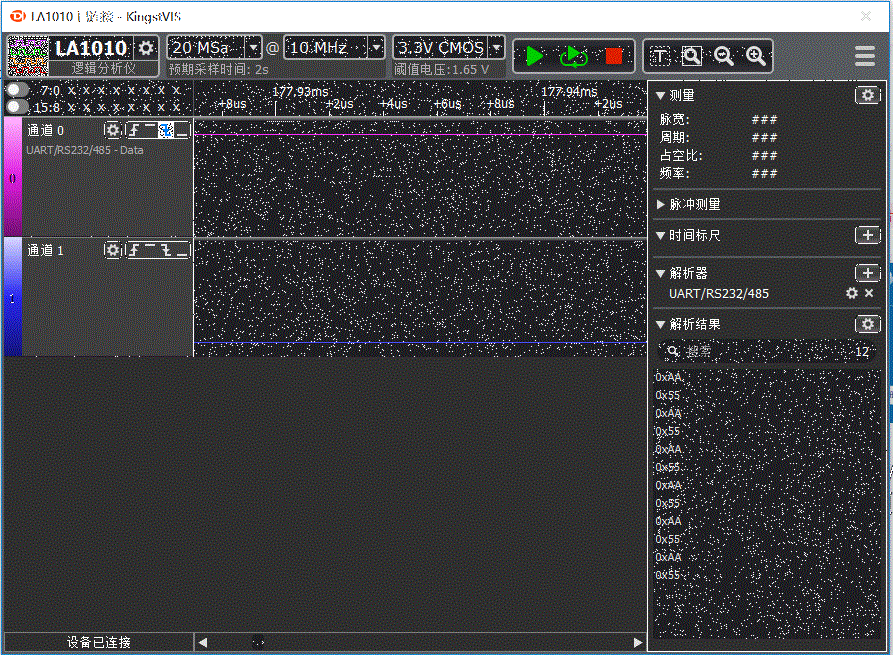 LA1010 已连接 - KingstVIS
LA1010
逻辑分析仪
20 MSa @ 10 MHz
预期采样时间: 2s
3.3V CMOS
阈值电压:1.65 V
7:0 X X X X X X X X
15:8 X X X X X X X X
177.93ms 177.94ms
+8us +2us +4us +6us +8us +2us
通道 0
UART/RS232/485 - Data
0
通道 1
1
测量
脉宽: ###
周期: ###
占空比: ###
频率: ###
脉冲测量
时间标尺
解析器
UART/RS232/485
解析结果
搜索 12
0xAA
0x55
0xAA
0x55
0xAA
0x55
0xAA
0x55
0xAA
0x55
0xAA
0x55
设备已连接